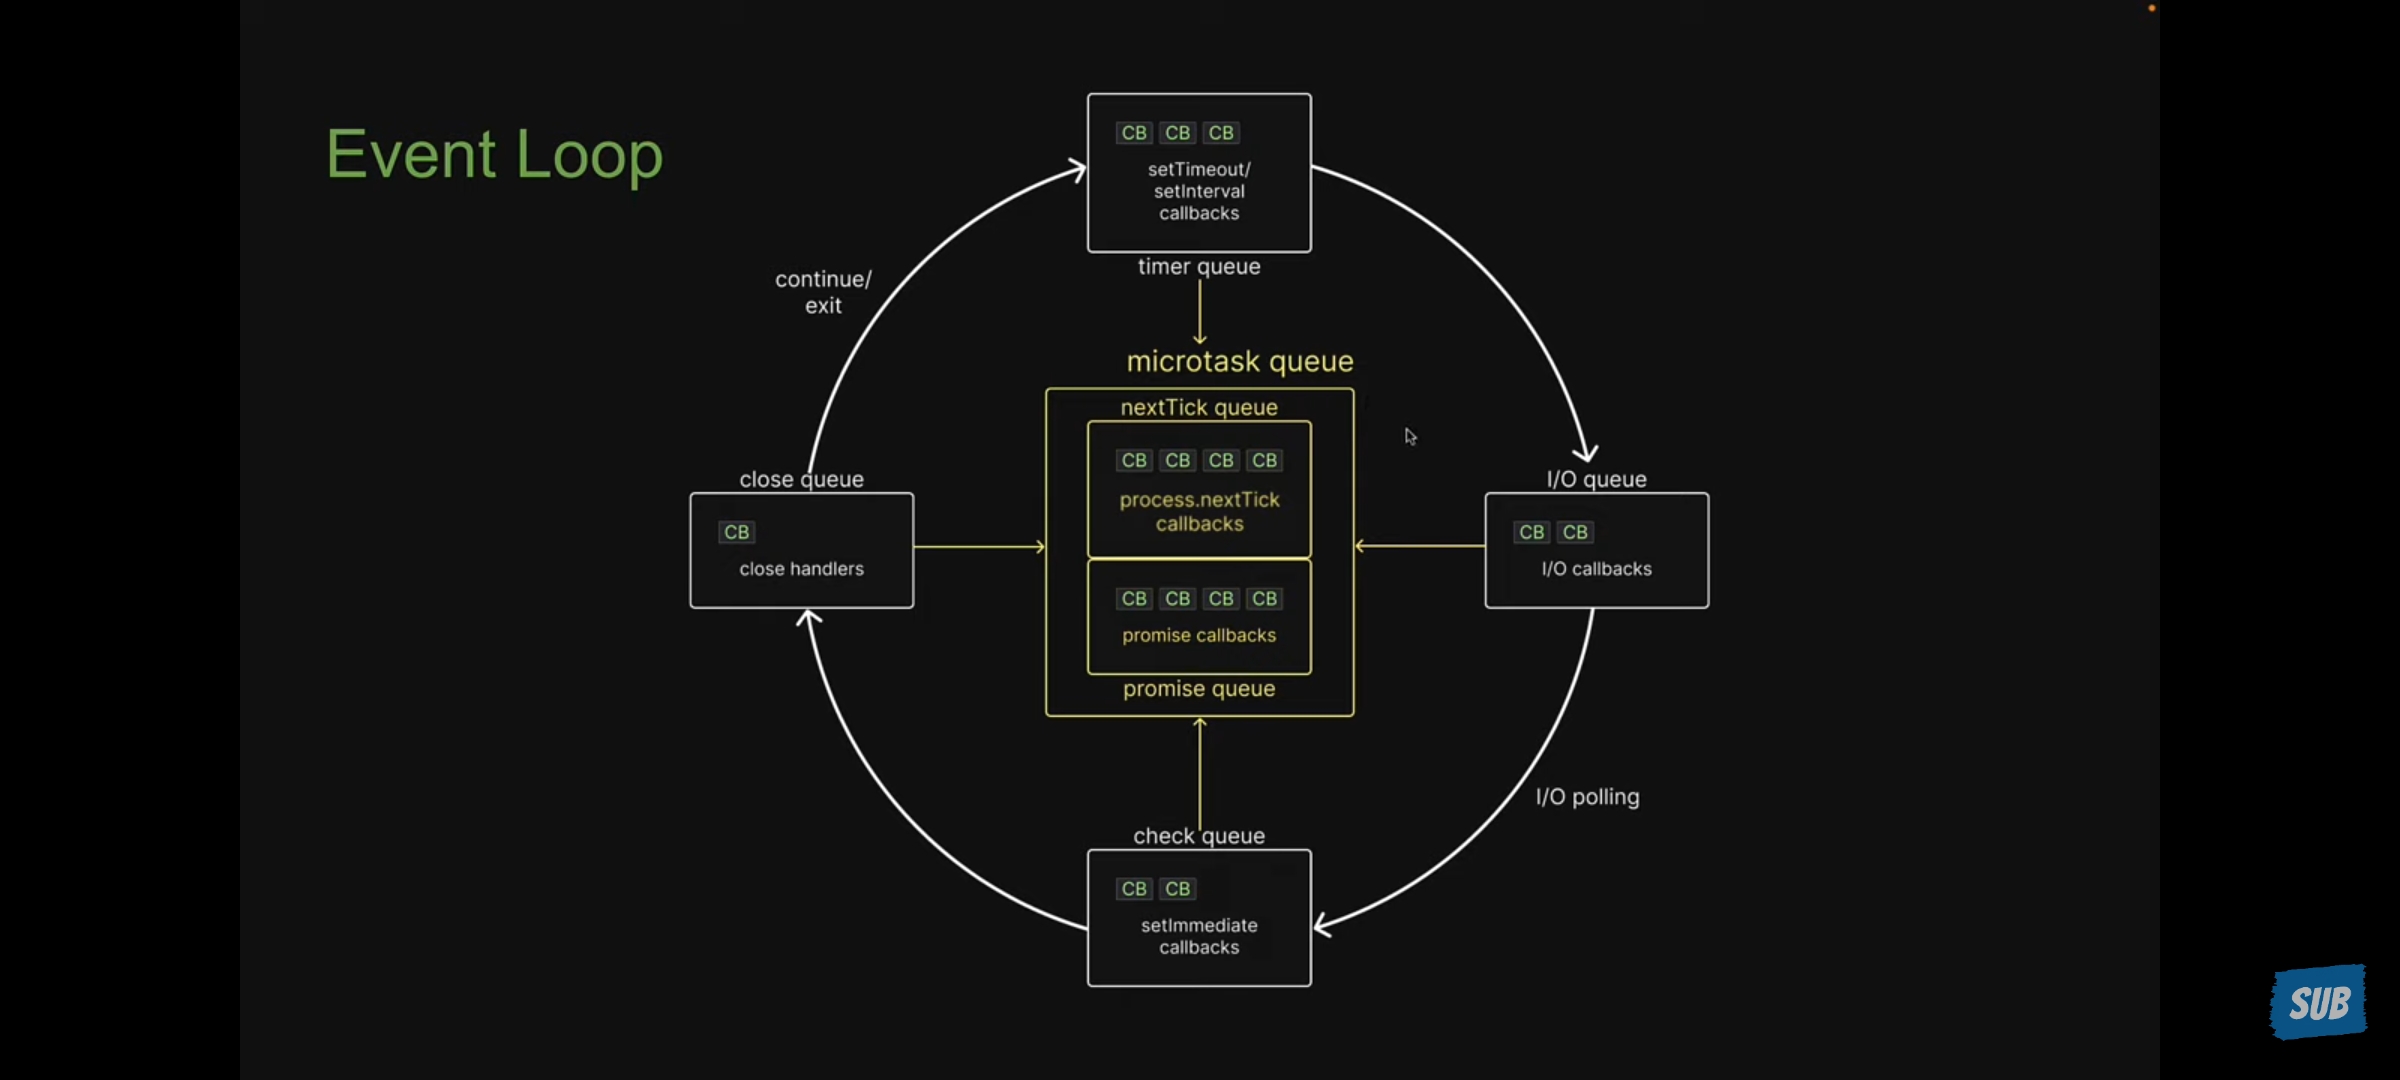 Event Loop
CB CB CB
setTimeout/
setInterval
callbacks
timer queue
continue/
exit
microtask queue
nextTick queue
CB CB CB CB
process.nextTick
callbacks
CB CB CB CB
promise callbacks
promise queue
close queue
CB
close handlers
I/O queue
CB CB
I/O callbacks
I/O polling
check queue
CB CB
setImmediate
callbacks
SUB